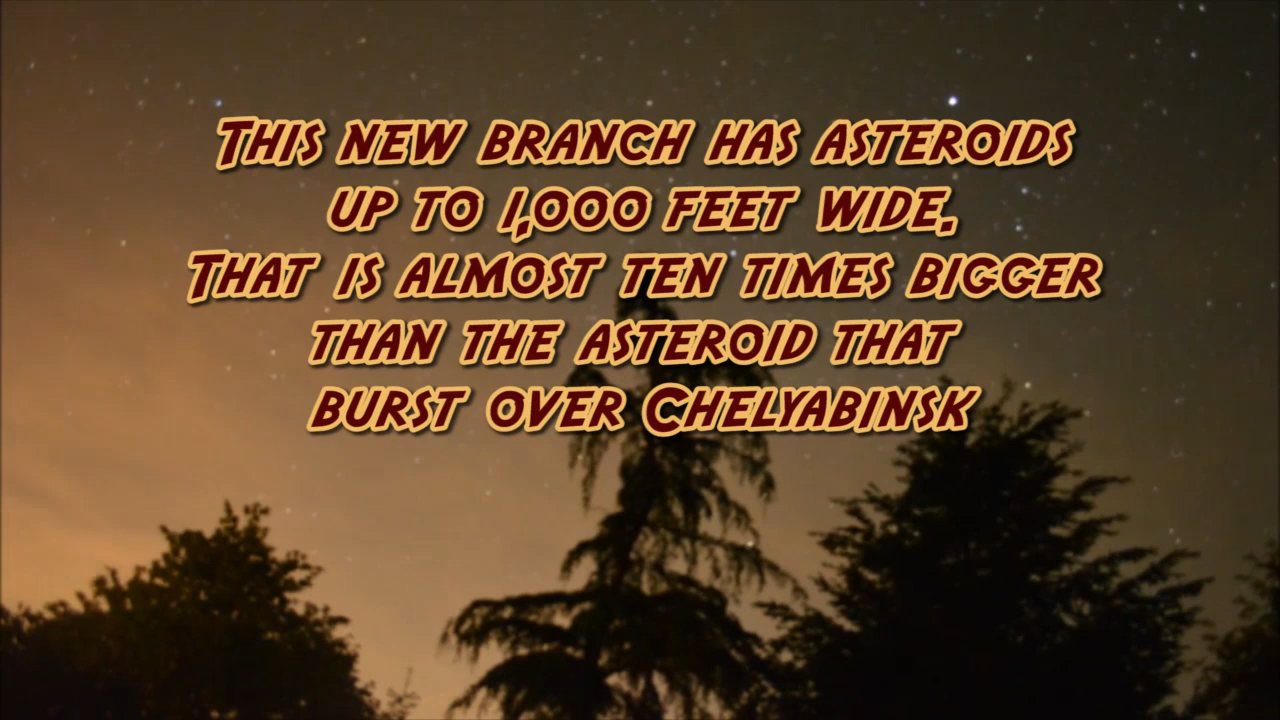 This new branch has asteroids
up to 1,000 feet wide.
That is almost ten times bigger
than the asteroid that
burst over Chelyabinsk